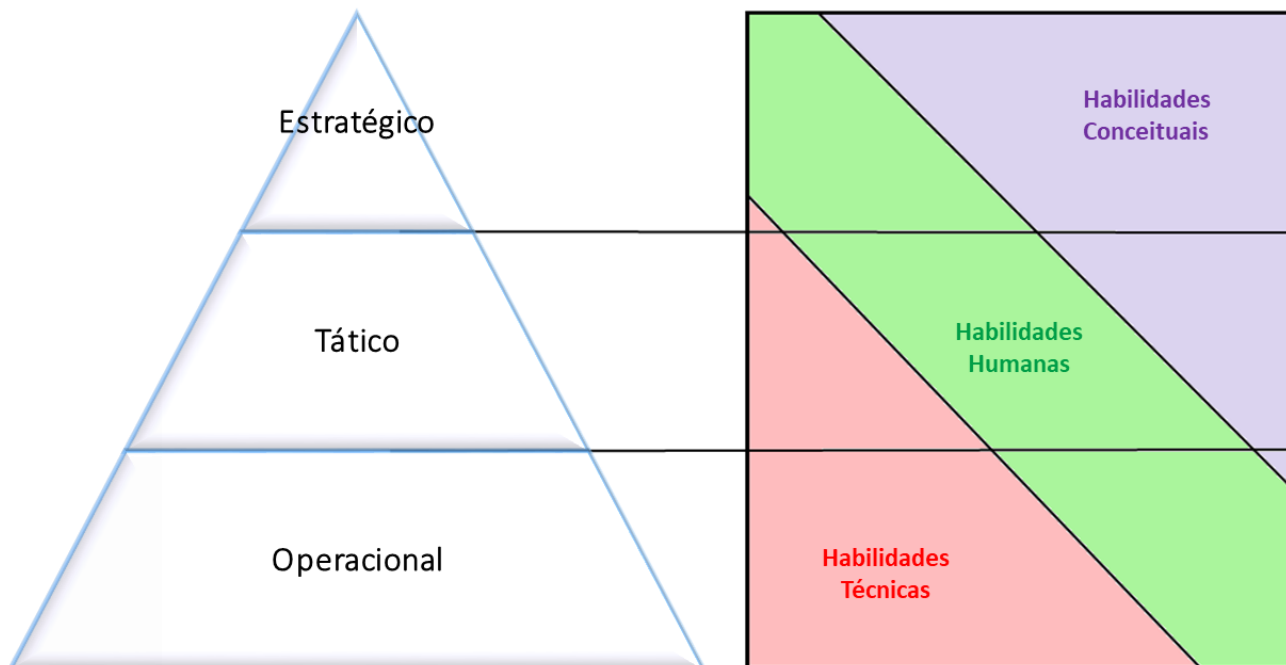 Estratégico
Habilidades
Conceituais
Tático
Habilidades
Humanas
Operacional
Habilidades
Técnicas